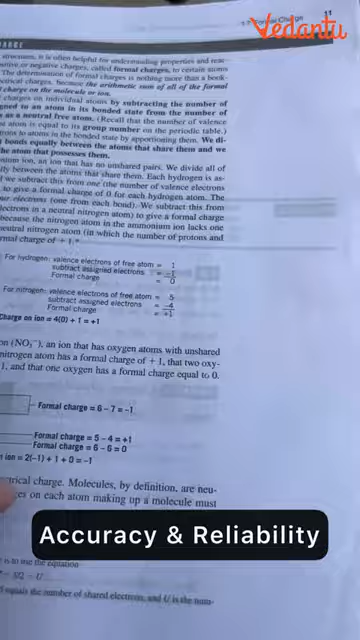 1.7 Formal Charge 11
Vedantu
ARGE
structures, it is often helpful for understanding properties and reac-
sitive or negative charges, called formal charges, to certain atoms
The determination of formal charges is nothing more than a book-
ectrical charges, because the arithmetic sum of all of the formal
charge on the molecule or ion.
charges on individual atoms by subtracting the number of
gned to an atom in its bonded state from the number of
s as a neutral free atom. (Recall that the number of valence
an atom is equal to its group number on the periodic table.)
trons to atoms in the bonded state by apportioning them. We di-
bonds equally between the atoms that share them and we
the atom that possesses them.
onium ion, an ion that has no unshared pairs. We divide all of
lly between the atoms that share them. Each hydrogen is as-
we subtract this from one (the number of valence electrons
to give a formal charge of 0 for each hydrogen atom. The
our electrons (one from each bond). We subtract this from
lectrons in a neutral nitrogen atom) to give a formal charge
because the nitrogen atom in the ammonium ion lacks one
neutral nitrogen atom (in which the number of protons and
rmal charge of +1.*
For hydrogen: valence electrons of free atom = 1
subtract assigned electrons = −1
Formal charge = 0
For nitrogen: valence electrons of free atom = 5
subtract assigned electrons = −4
Formal charge = +1
Charge on ion = 4(0) + 1 = +1
on (NO₃⁻), an ion that has oxygen atoms with unshared
nitrogen atom has a formal charge of +1, that two oxy-
1, and that one oxygen has a formal charge equal to 0.
Formal charge = 6 − 7 = −1
Formal charge = 5 − 4 = +1
Formal charge = 6 − 6 = 0
n ion = 2(−1) + 1 + 0 = −1
trical charge. Molecules, by definition, are neu-
es on each atom making up a molecule must
Accuracy & Reliability
is to use the equation
− S/2 − U
S equals the number of shared electrons, and U is the num-